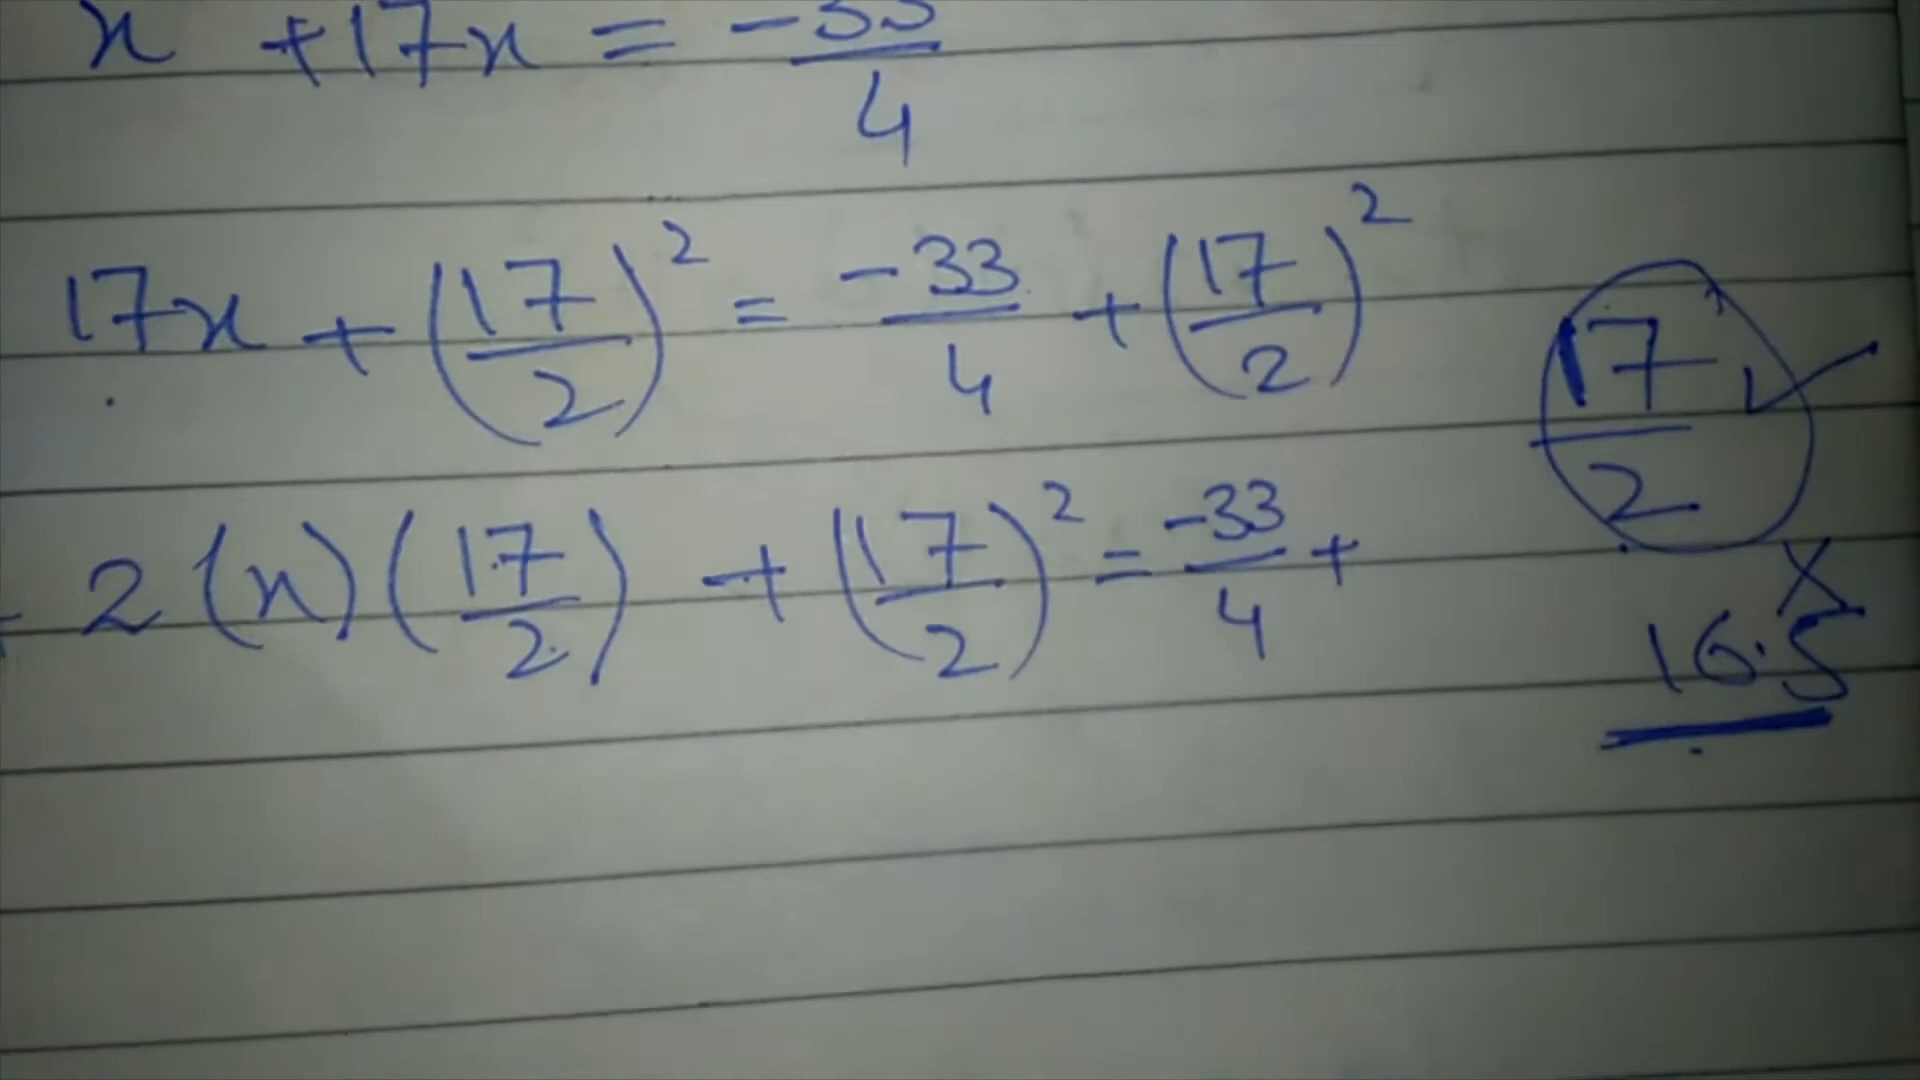 x + 17x = -33/4
17x + (17/2)² = -33/4 + (17/2)²
2(x)(17/2) + (17/2)² = -33/4 +
17/2 ✓
×
16.5